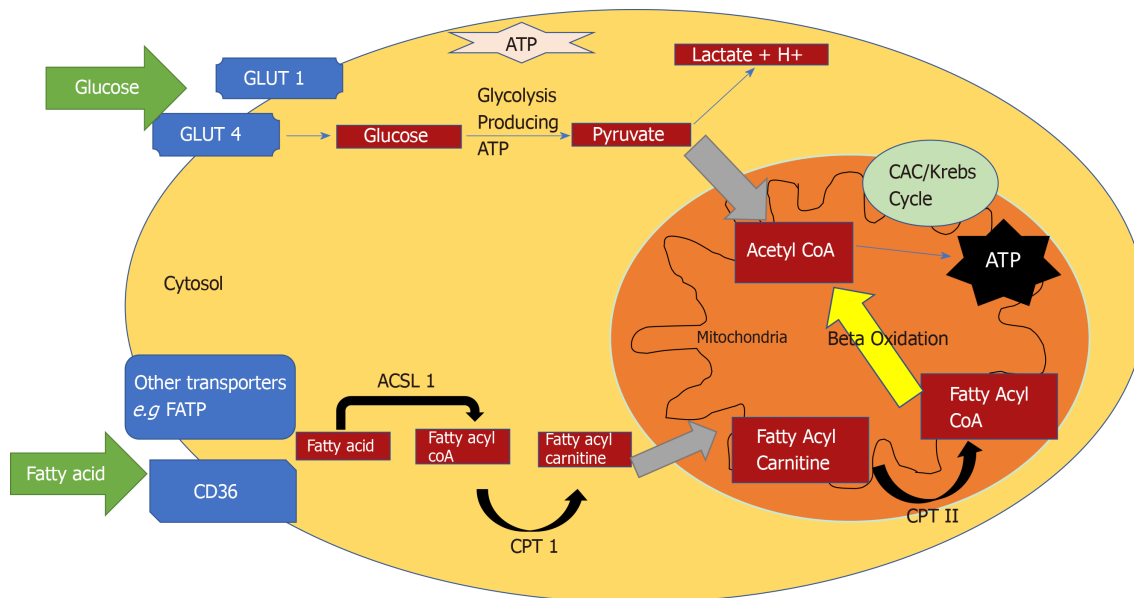 ATP
Lactate + H+
Glucose
GLUT 1
GLUT 4
Glucose
Glycolysis
Producing
ATP
Pyruvate
CAC/Krebs
Cycle
Acetyl CoA
ATP
Cytosol
Mitochondria
Beta Oxidation
Other transporters
e.g FATP
ACSL 1
Fatty acid
Fatty acyl
coA
Fatty acyl
carnitine
Fatty Acyl
Carnitine
Fatty Acyl
CoA
Fatty acid
CD36
CPT 1
CPT II